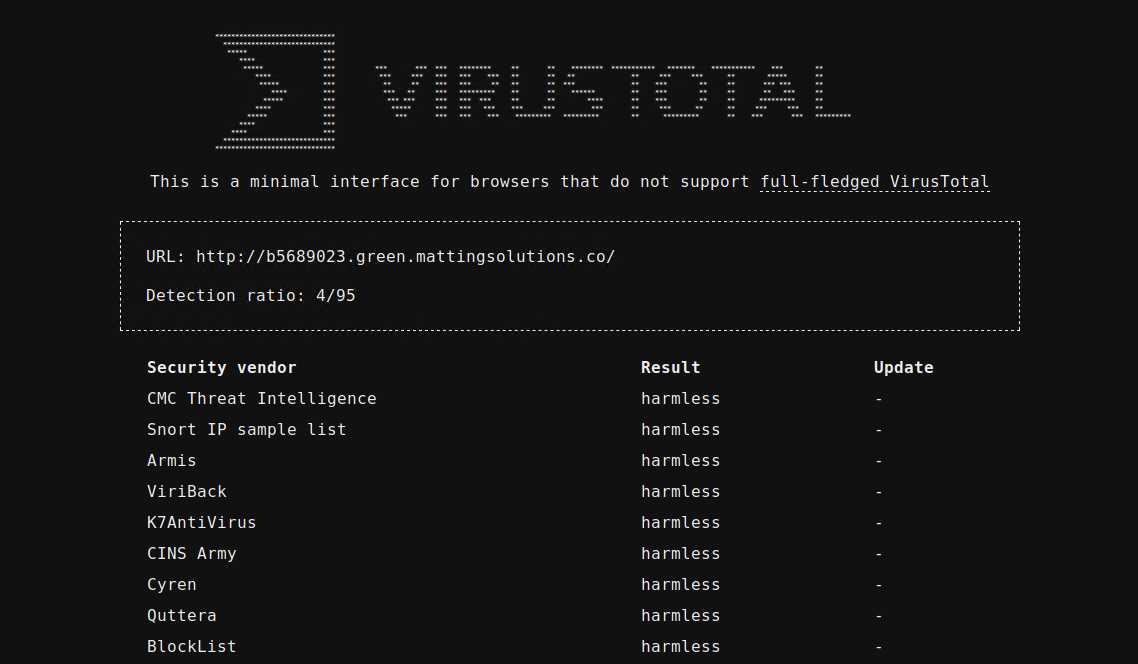 VIRUSTOTAL
This is a minimal interface for browsers that do not support full-fledged VirusTotal
URL: http://b5689023.green.mattingsolutions.co/
Detection ratio: 4/95
Security vendor Result Update
CMC Threat Intelligence harmless -
Snort IP sample list harmless -
Armis harmless -
ViriBack harmless -
K7AntiVirus harmless -
CINS Army harmless -
Cyren harmless -
Quttera harmless -
BlockList harmless -